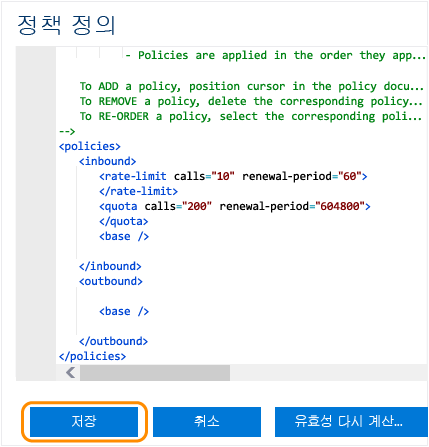 정책 정의
- Policies are applied in the order they app...
To ADD a policy, position cursor in the policy docu...
To REMOVE a policy, delete the corresponding policy...
To RE-ORDER a policy, select the corresponding poli...
-->
<policies>
<inbound>
<rate-limit calls="10" renewal-period="60">
</rate-limit>
<quota calls="200" renewal-period="604800">
</quota>
<base />
</inbound>
<outbound>
<base />
</outbound>
</policies>
저장 취소 유효성 다시 계산...